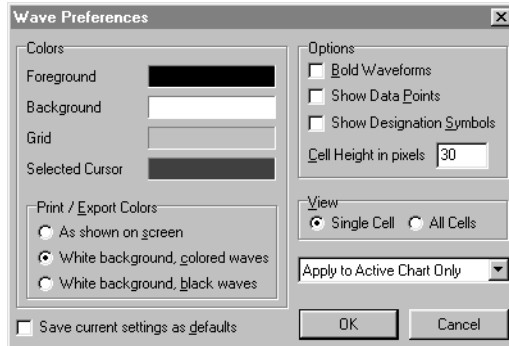 Wave Preferences
Colors
Foreground
Background
Grid
Selected Cursor
Print / Export Colors
As shown on screen
White background, colored waves
White background, black waves
Save current settings as defaults
Options
Bold Waveforms
Show Data Points
Show Designation Symbols
Cell Height in pixels 30
View
Single Cell All Cells
Apply to Active Chart Only
OK Cancel